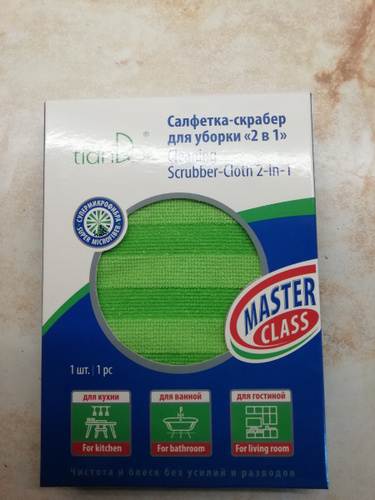 tianDe®
Салфетка-скрабер
для уборки «2 в 1»
Cleaning
Scrubber-Cloth 2-in-1
СУПЕРМИКРОФИБРА
SUPER MICROFIBER
MASTER
CLASS
1 шт. | 1 pc
для кухни
For kitchen
для ванной
For bathroom
для гостиной
For living room
Чистота и блеск без усилий и разводов